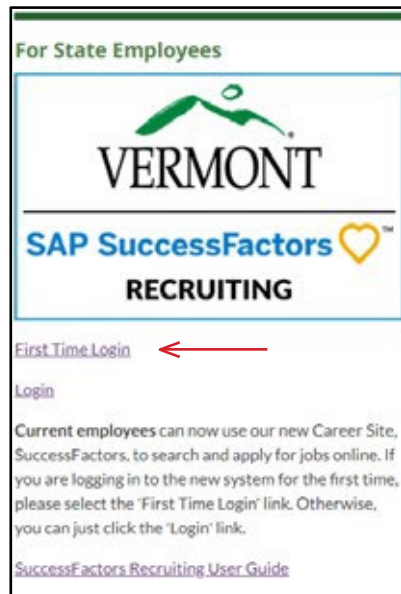 For State Employees
VERMONT
SAP SuccessFactors ™
RECRUITING
First Time Login
Login
Current employees can now use our new Career Site,
SuccessFactors, to search and apply for jobs online. If
you are logging in to the new system for the first time,
please select the 'First Time Login' link. Otherwise,
you can just click the 'Login' link.
SuccessFactors Recruiting User Guide